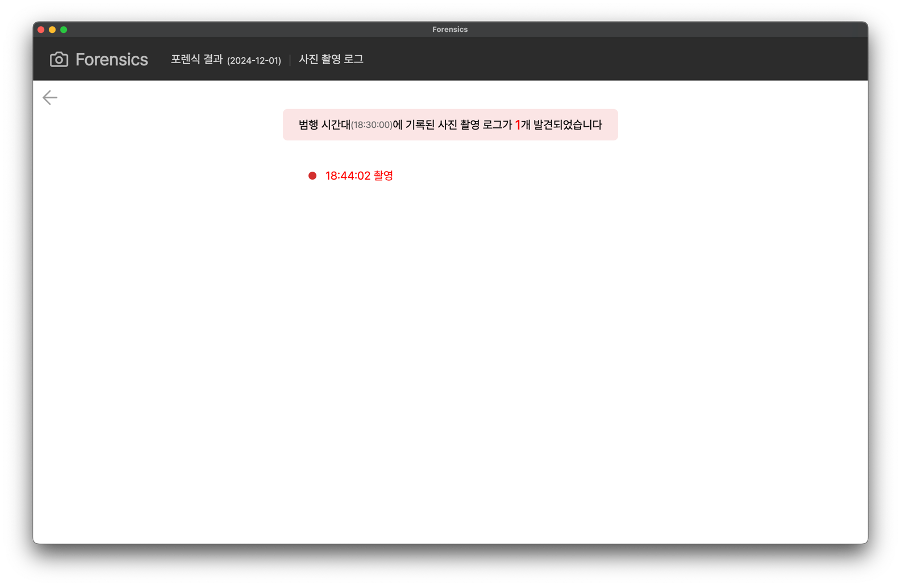 Forensics
Forensics 포렌식 결과 (2024-12-01) 사진 촬영 로그
범행 시간대(18:30:00)에 기록된 사진 촬영 로그가 1개 발견되었습니다
18:44:02 촬영